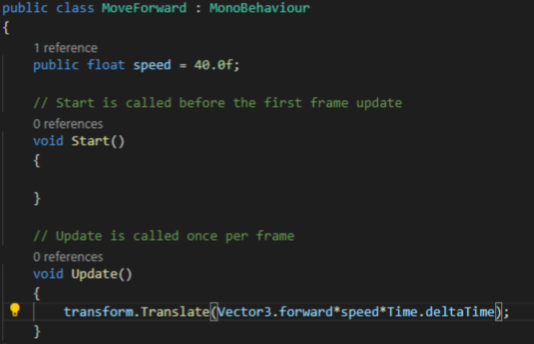 public class MoveForward : MonoBehaviour
{
1 reference
public float speed = 40.0f;
// Start is called before the first frame update
0 references
void Start()
{
}
// Update is called once per frame
0 references
void Update()
{
transform.Translate(Vector3.forward*speed*Time.deltaTime);
}